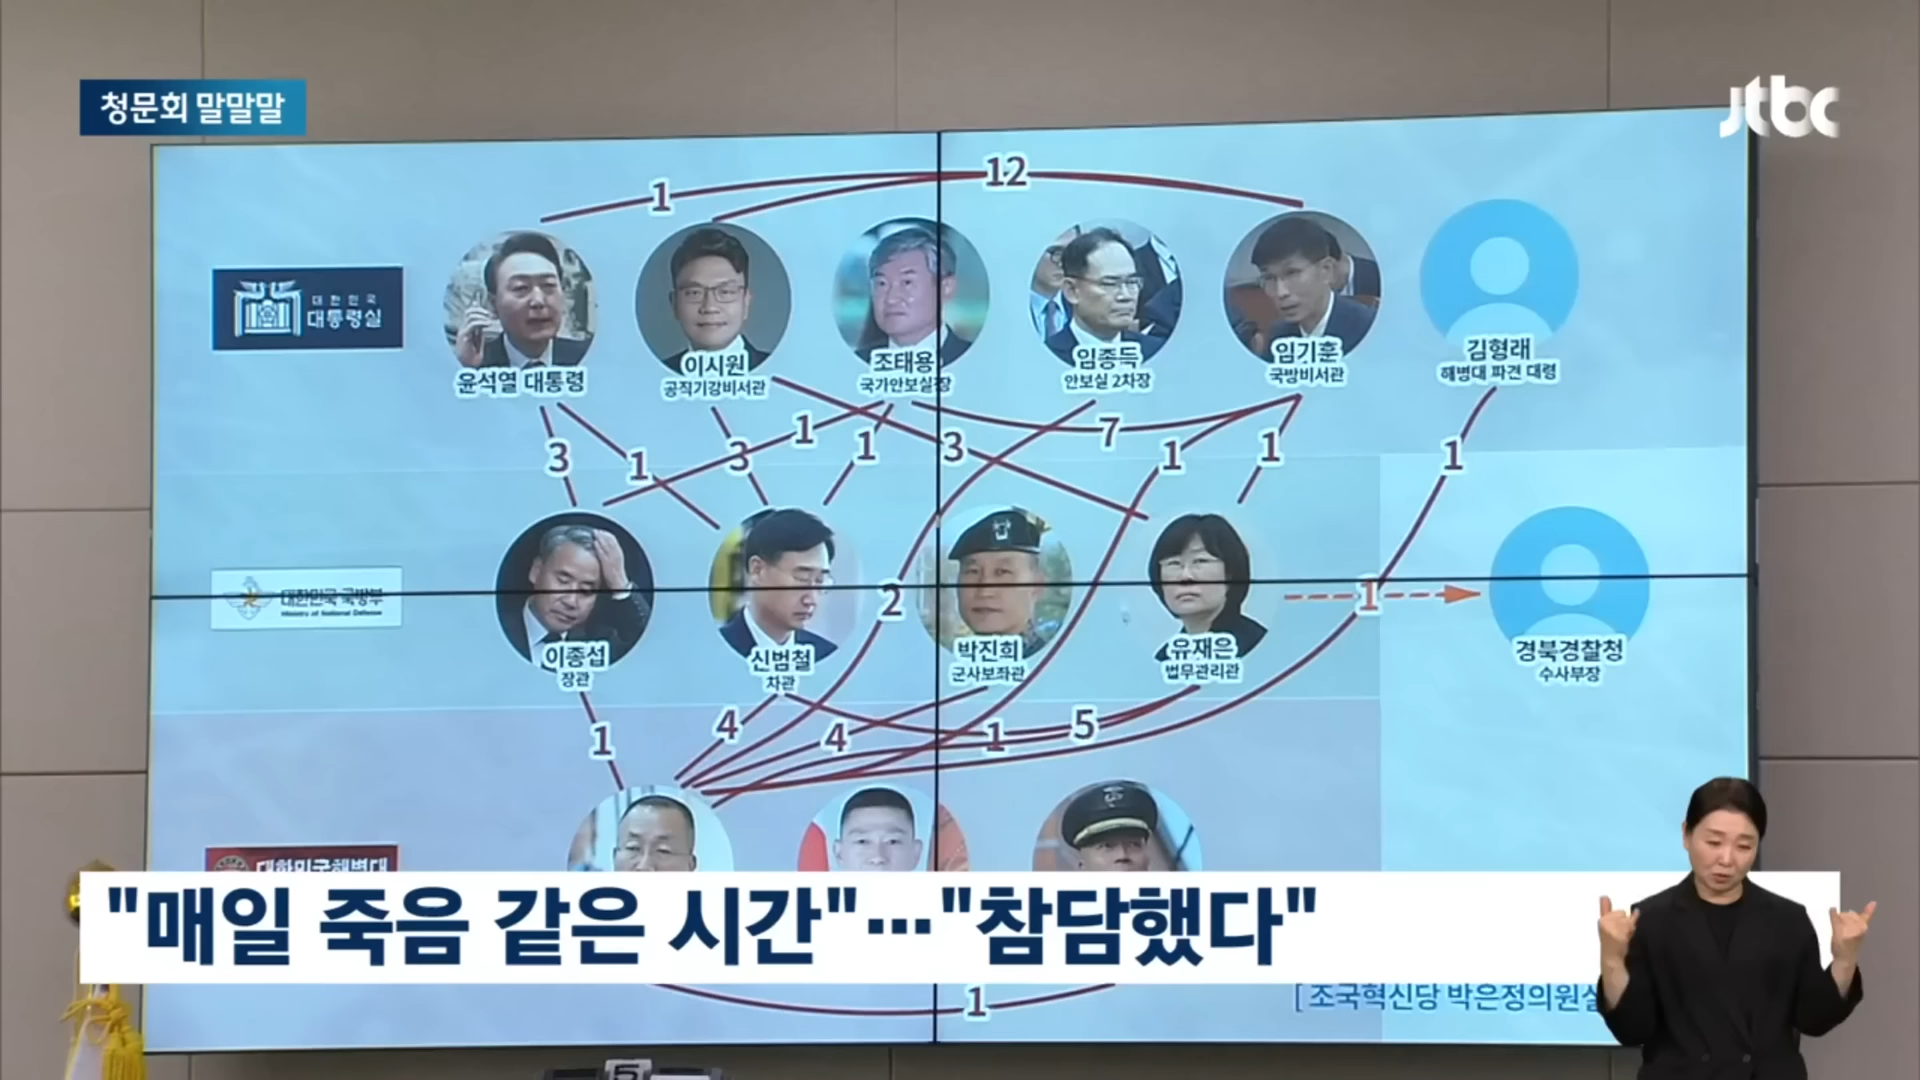 청문회 말말말
jtbc
1
12
대한민국
대통령실
윤석열 대통령
이시원
공직기강비서관
조태용
국가안보실장
임종득
안보실 2차장
임기훈
국방비서관
김형래
해병대 파견 대령
3
1
3
1
1
3
7
1
1
1
대한민국 국방부
Ministry of National Defense
2
1
이종섭
장관
신범철
차관
박진희
군사보좌관
유재은
법무관리관
경북경찰청
수사부장
1
4
4
1
5
대한민국해병대
"매일 죽음 같은 시간"…"참담했다"
1
[ 조국혁신당 박은정의원실
5